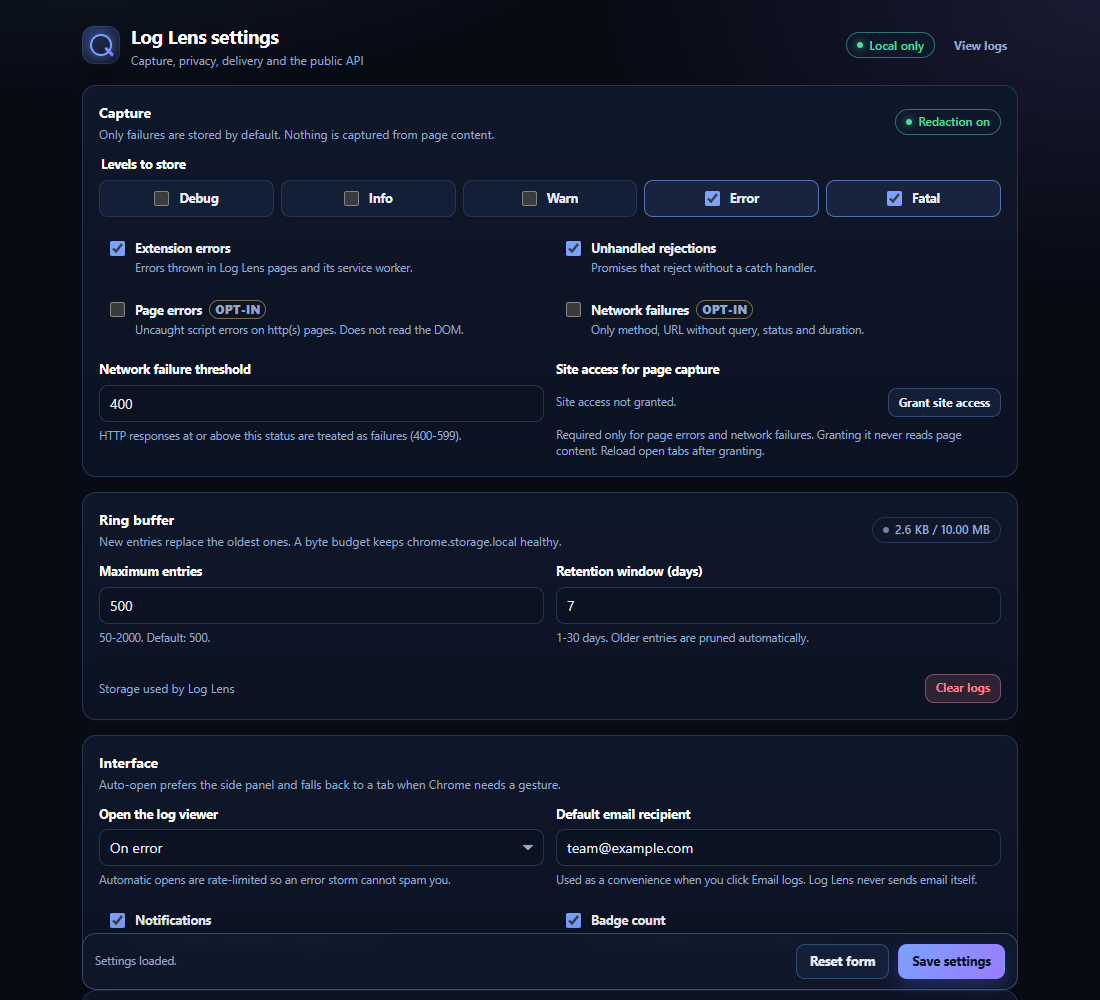 Log Lens settings
Capture, privacy, delivery and the public API
Local only
View logs
Capture
Only failures are stored by default. Nothing is captured from page content.
Redaction on
Levels to store
Debug
Info
Warn
Error
Fatal
Extension errors
Errors thrown in Log Lens pages and its service worker.
Unhandled rejections
Promises that reject without a catch handler.
Page errors OPT-IN
Uncaught script errors on http(s) pages. Does not read the DOM.
Network failures OPT-IN
Only method, URL without query, status and duration.
Network failure threshold
400
HTTP responses at or above this status are treated as failures (400-599).
Site access for page capture
Site access not granted.
Grant site access
Required only for page errors and network failures. Granting it never reads page
content. Reload open tabs after granting.
Ring buffer
New entries replace the oldest ones. A byte budget keeps chrome.storage.local healthy.
2.6 KB / 10.00 MB
Maximum entries
500
50-2000. Default: 500.
Retention window (days)
7
1-30 days. Older entries are pruned automatically.
Storage used by Log Lens
Clear logs
Interface
Auto-open prefers the side panel and falls back to a tab when Chrome needs a gesture.
Open the log viewer
On error
Automatic opens are rate-limited so an error storm cannot spam you.
Default email recipient
team@example.com
Used as a convenience when you click Email logs. Log Lens never sends email itself.
Notifications
Badge count
Settings loaded.
Reset form
Save settings